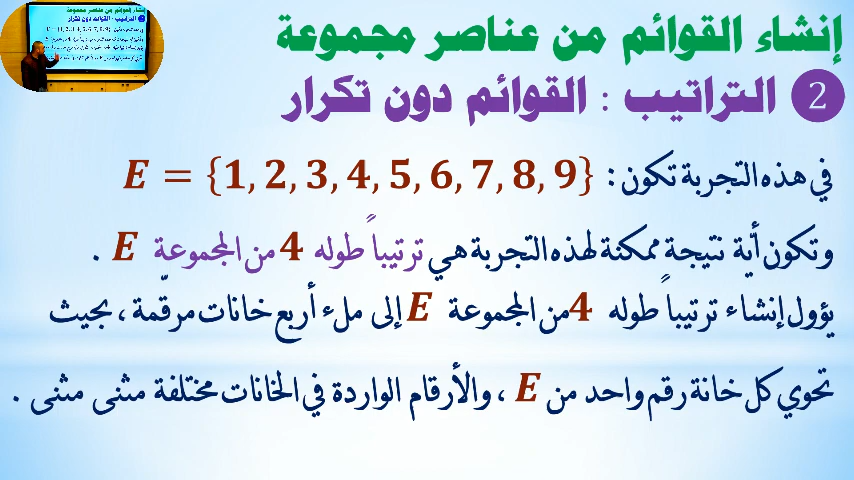 إنشاء القوائم من عناصر مجموعة
2 التراتيب : القوائم دون تكرار
في هذه التجربة تكون : E = {1, 2, 3, 4, 5, 6, 7, 8, 9}
وتكون أية نتيجة ممكنة لهذه التجربة هي ترتيباً طوله 4 من المجموعة E .
يؤول إنشاء ترتيباً طوله 4 من المجموعة E إلى ملء أربع خانات مرقّمة ، بحيث
تحوي كل خانة رقم واحد من E ، والأرقام الواردة في الخانات مختلفة مثنى مثنى .